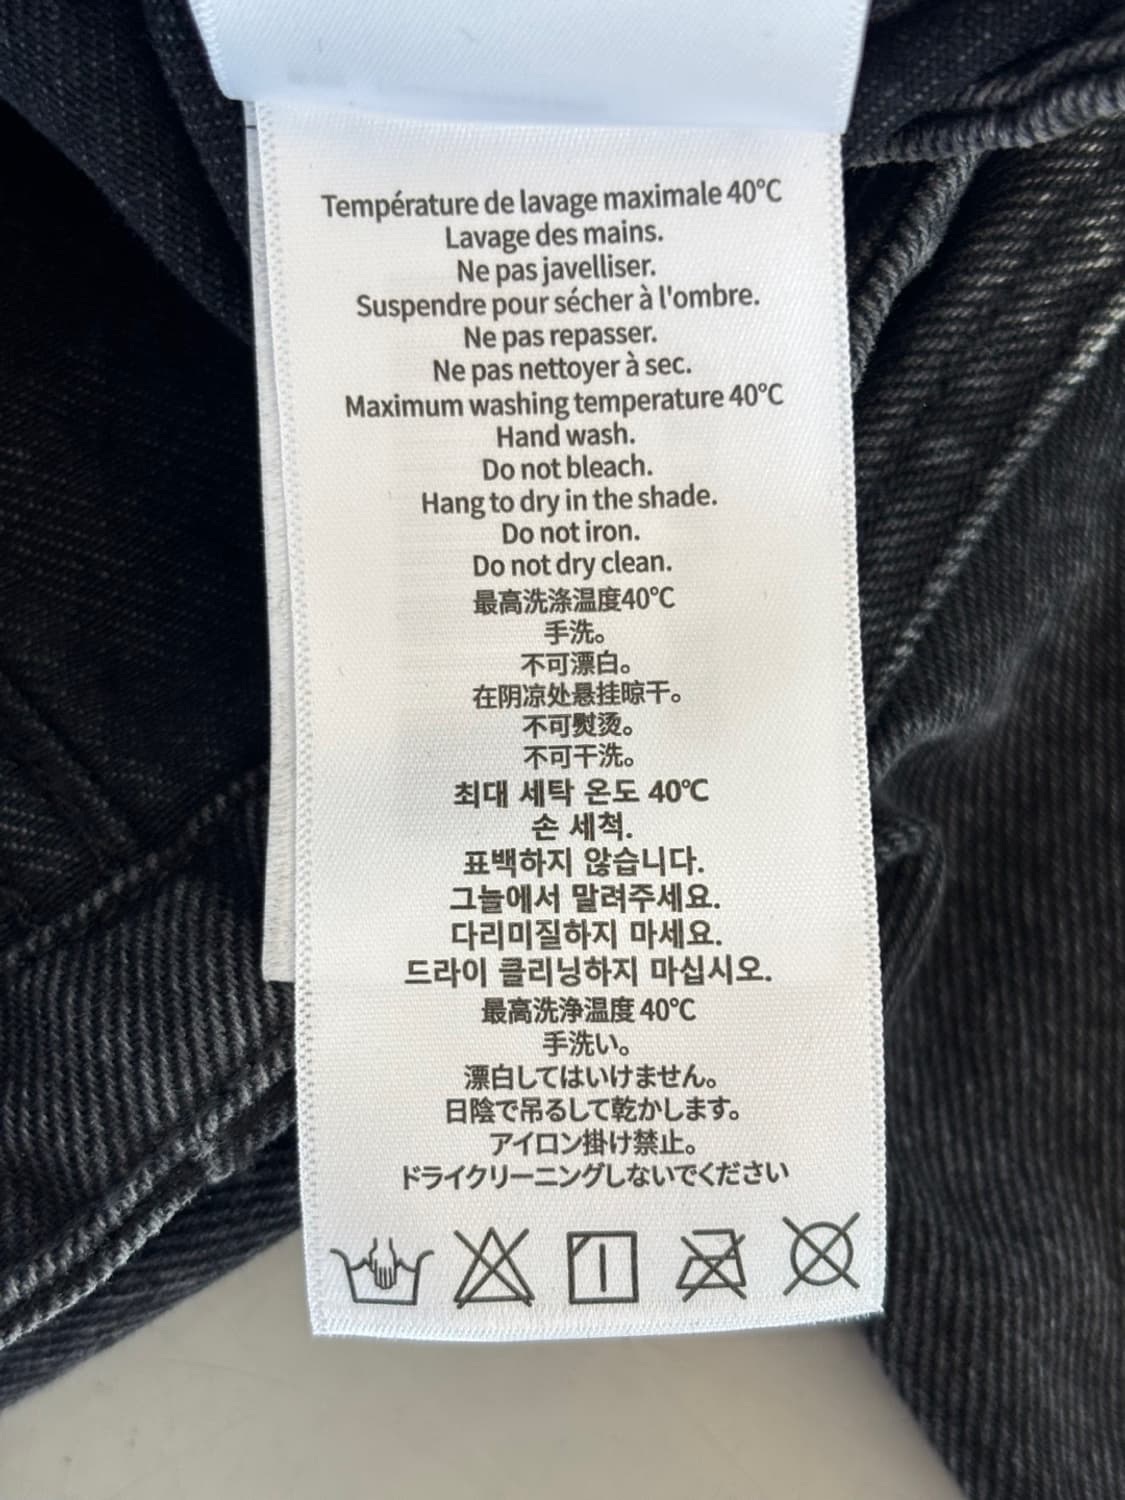 Température de lavage maximale 40°C
Lavage des mains.
Ne pas javelliser.
Suspendre pour sécher à l'ombre.
Ne pas repasser.
Ne pas nettoyer à sec.
Maximum washing temperature 40°C
Hand wash.
Do not bleach.
Hang to dry in the shade.
Do not iron.
Do not dry clean.
最高洗涤温度40°C
手洗。
不可漂白。
在阴凉处悬挂晾干。
不可熨烫。
不可干洗。
최대 세탁 온도 40°C
손 세척.
표백하지 않습니다.
그늘에서 말려주세요.
다리미질하지 마세요.
드라이 클리닝하지 마십시오.
最高洗浄温度 40°C
手洗い。
漂白してはいけません。
日陰で吊るして乾かします。
アイロン掛け禁止。
ドライクリーニングしないでください